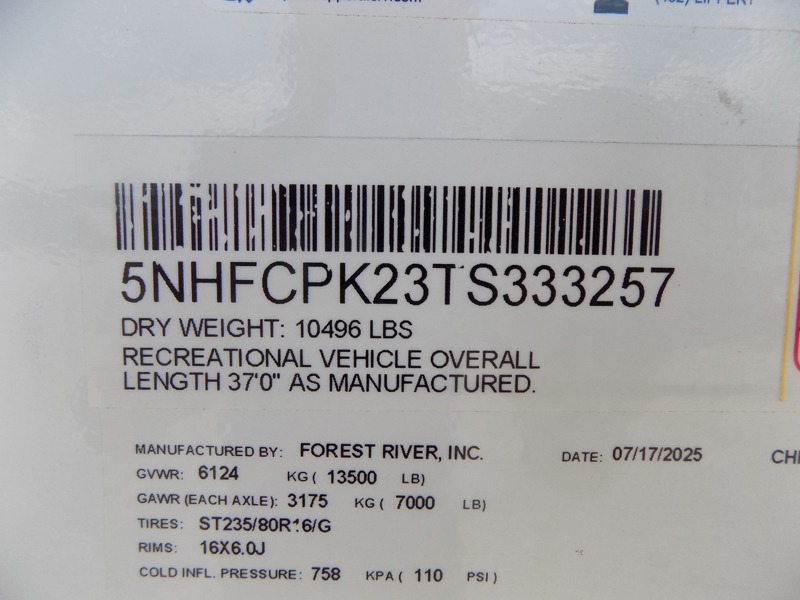 5NHFCPK23TS333257
DRY WEIGHT: 10496 LBS
RECREATIONAL VEHICLE OVERALL
LENGTH 37'0" AS MANUFACTURED.
MANUFACTURED BY: FOREST RIVER, INC. DATE: 07/17/2025
GVWR: 6124 KG ( 13500 LB)
GAWR (EACH AXLE): 3175 KG ( 7000 LB)
TIRES: ST235/80R16/G
RIMS: 16X6.0J
COLD INFL. PRESSURE: 758 KPA ( 110 PSI )